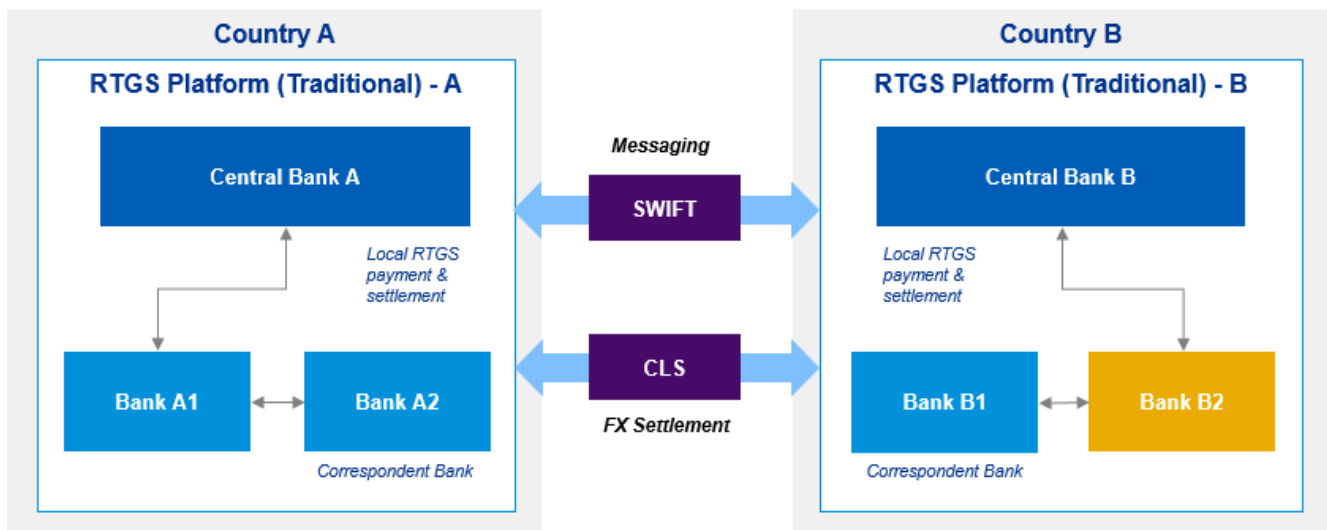 Country A
RTGS Platform (Traditional) - A
Central Bank A
Local RTGS
payment &
settlement
Bank A1
Bank A2
Correspondent Bank
Messaging
SWIFT
CLS
FX Settlement
Country B
RTGS Platform (Traditional) - B
Central Bank B
Local RTGS
payment &
settlement
Bank B1
Bank B2
Correspondent Bank